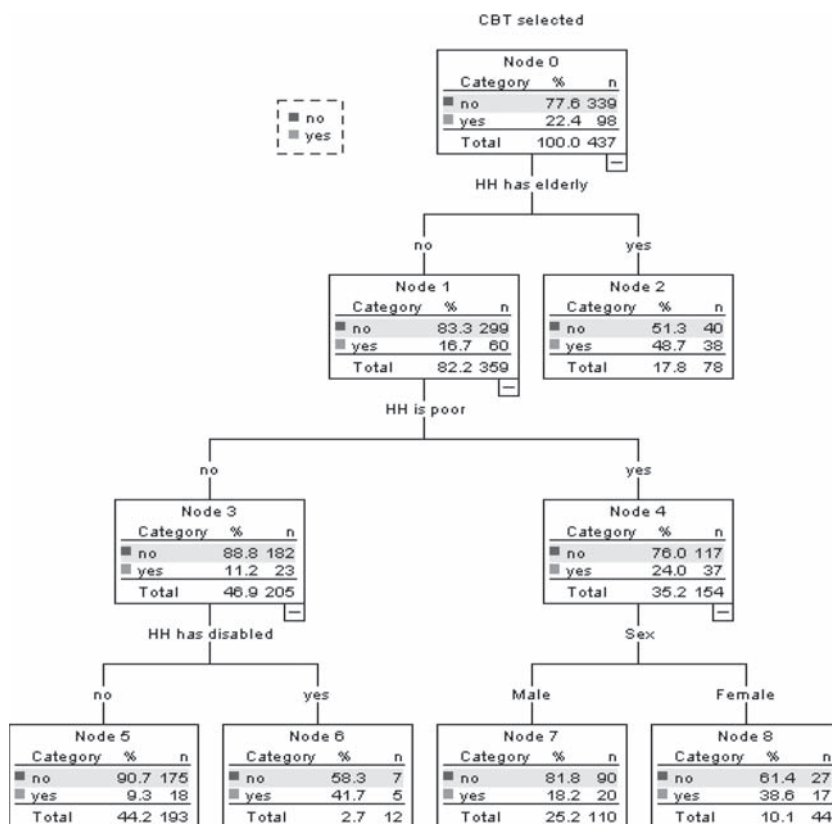 CBT selected
no
yes
Node 0
Category % n
no 77.6 339
yes 22.4 98
Total 100.0 437
HH has elderly
no
yes
Node 1
Category % n
no 83.3 299
yes 16.7 60
Total 82.2 359
Node 2
Category % n
no 51.3 40
yes 48.7 38
Total 17.8 78
HH is poor
no
yes
Node 3
Category % n
no 88.8 182
yes 11.2 23
Total 46.9 205
Node 4
Category % n
no 76.0 117
yes 24.0 37
Total 35.2 154
HH has disabled
Sex
no
yes
Male
Female
Node 5
Category % n
no 90.7 175
yes 9.3 18
Total 44.2 193
Node 6
Category % n
no 58.3 7
yes 41.7 5
Total 2.7 12
Node 7
Category % n
no 81.8 90
yes 18.2 20
Total 25.2 110
Node 8
Category % n
no 61.4 27
yes 38.6 17
Total 10.1 44